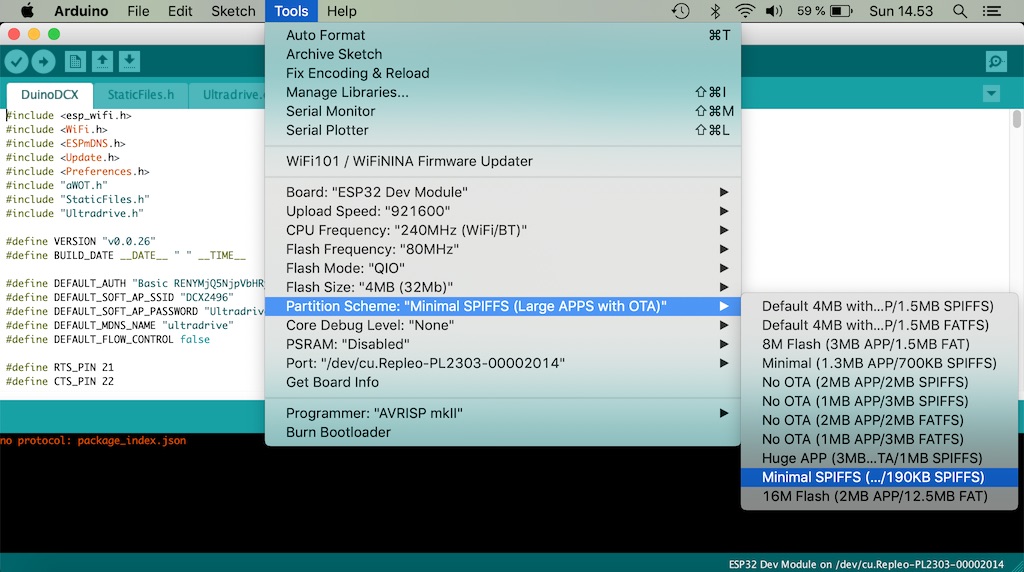 Arduino File Edit Sketch Tools Help 59 % Sun 14.53
DuinoDCX StaticFiles.h Ultradrive.
#include <esp_wifi.h>
#include <WiFi.h>
#include <ESPmDNS.h>
#include <Update.h>
#include <Preferences.h>
#include "aWOT.h"
#include "StaticFiles.h"
#include "Ultradrive.h"
#define VERSION "v0.0.26"
#define BUILD_DATE __DATE__ " " __TIME__
#define DEFAULT_AUTH "Basic RENYMjQ5NjpVbHR
#define DEFAULT_SOFT_AP_SSID "DCX2496"
#define DEFAULT_SOFT_AP_PASSWORD "Ultradriv
#define DEFAULT_MDNS_NAME "ultradrive"
#define DEFAULT_FLOW_CONTROL false
#define RTS_PIN 21
#define CTS_PIN 22
no protocol: package_index.json
Auto Format ⌘T
Archive Sketch
Fix Encoding & Reload
Manage Libraries... ⇧⌘I
Serial Monitor ⇧⌘M
Serial Plotter ⇧⌘L
WiFi101 / WiFiNINA Firmware Updater
Board: "ESP32 Dev Module"
Upload Speed: "921600"
CPU Frequency: "240MHz (WiFi/BT)"
Flash Frequency: "80MHz"
Flash Mode: "QIO"
Flash Size: "4MB (32Mb)"
Partition Scheme: "Minimal SPIFFS (Large APPS with OTA)"
Core Debug Level: "None"
PSRAM: "Disabled"
Port: "/dev/cu.Repleo-PL2303-00002014"
Get Board Info
Programmer: "AVRISP mkII"
Burn Bootloader
Default 4MB with...P/1.5MB SPIFFS)
Default 4MB with...P/1.5MB FATFS)
8M Flash (3MB APP/1.5MB FAT)
Minimal (1.3MB APP/700KB SPIFFS)
No OTA (2MB APP/2MB SPIFFS)
No OTA (1MB APP/3MB SPIFFS)
No OTA (2MB APP/2MB FATFS)
No OTA (1MB APP/3MB FATFS)
Huge APP (3MB...TA/1MB SPIFFS)
Minimal SPIFFS (.../190KB SPIFFS)
16M Flash (2MB APP/12.5MB FAT)
ESP32 Dev Module on /dev/cu.Repleo-PL2303-00002014